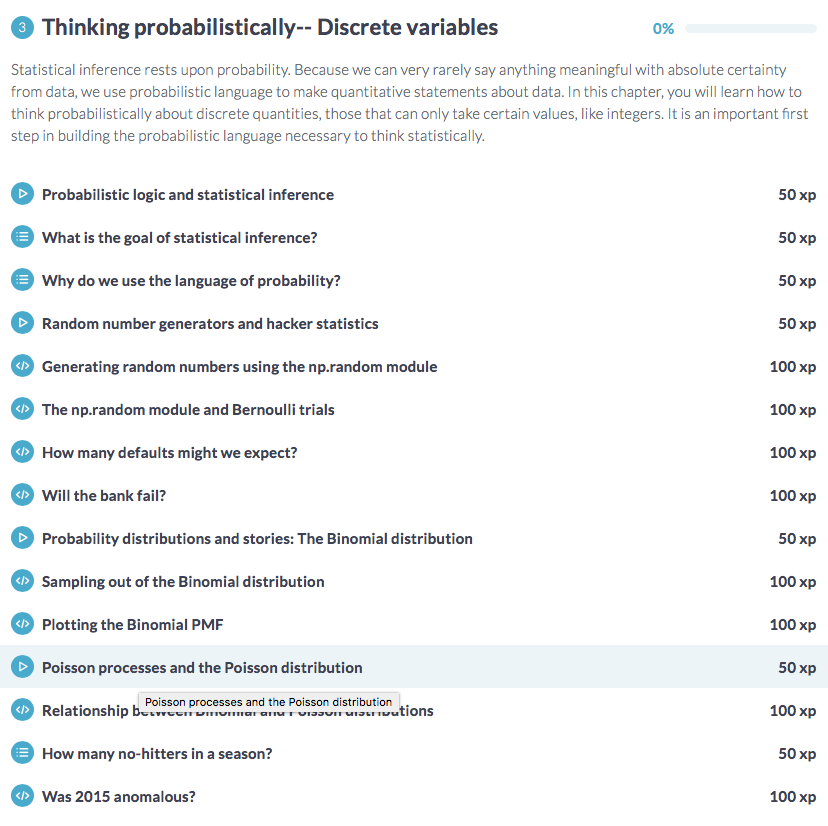 3 Thinking probabilistically-- Discrete variables 0%
Statistical inference rests upon probability. Because we can very rarely say anything meaningful with absolute certainty
from data, we use probabilistic language to make quantitative statements about data. In this chapter, you will learn how to
think probabilistically about discrete quantities, those that can only take certain values, like integers. It is an important first
step in building the probabilistic language necessary to think statistically.
Probabilistic logic and statistical inference 50 xp
What is the goal of statistical inference? 50 xp
Why do we use the language of probability? 50 xp
Random number generators and hacker statistics 50 xp
Generating random numbers using the np.random module 100 xp
The np.random module and Bernoulli trials 100 xp
How many defaults might we expect? 100 xp
Will the bank fail? 100 xp
Probability distributions and stories: The Binomial distribution 50 xp
Sampling out of the Binomial distribution 100 xp
Plotting the Binomial PMF 100 xp
Poisson processes and the Poisson distribution 50 xp
Poisson processes and the Poisson distribution
Relationship between Binomial and Poisson distributions 100 xp
How many no-hitters in a season? 50 xp
Was 2015 anomalous? 100 xp